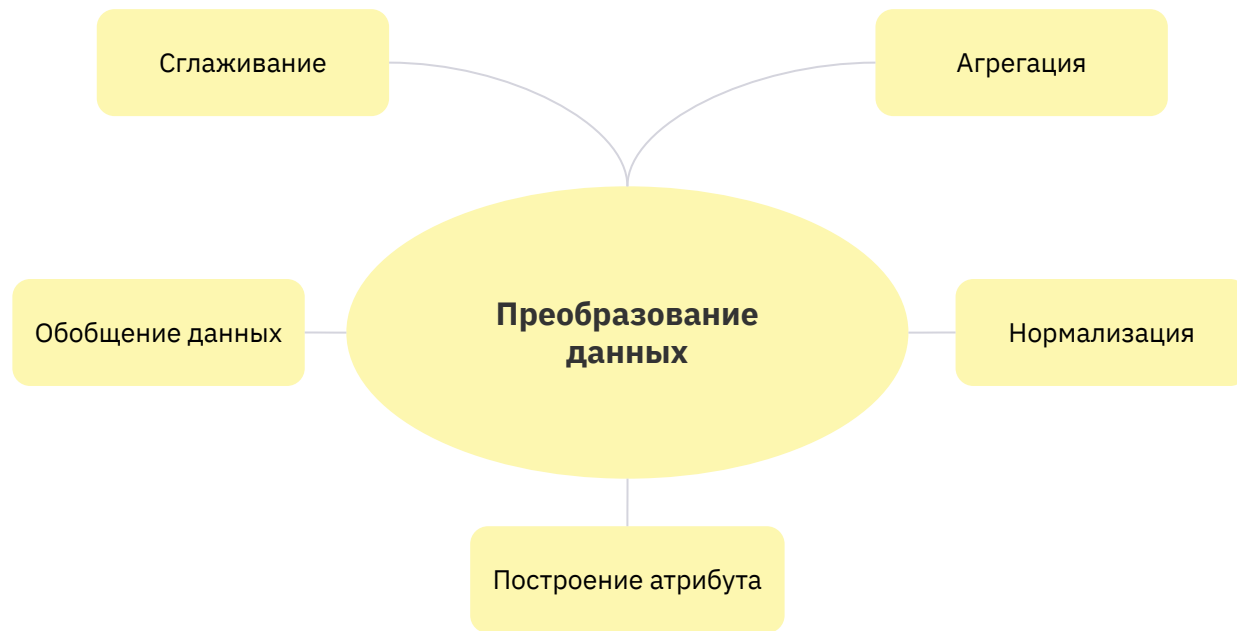 Сглаживание
Агрегация
Преобразование
данных
Обобщение данных
Нормализация
Построение атрибута